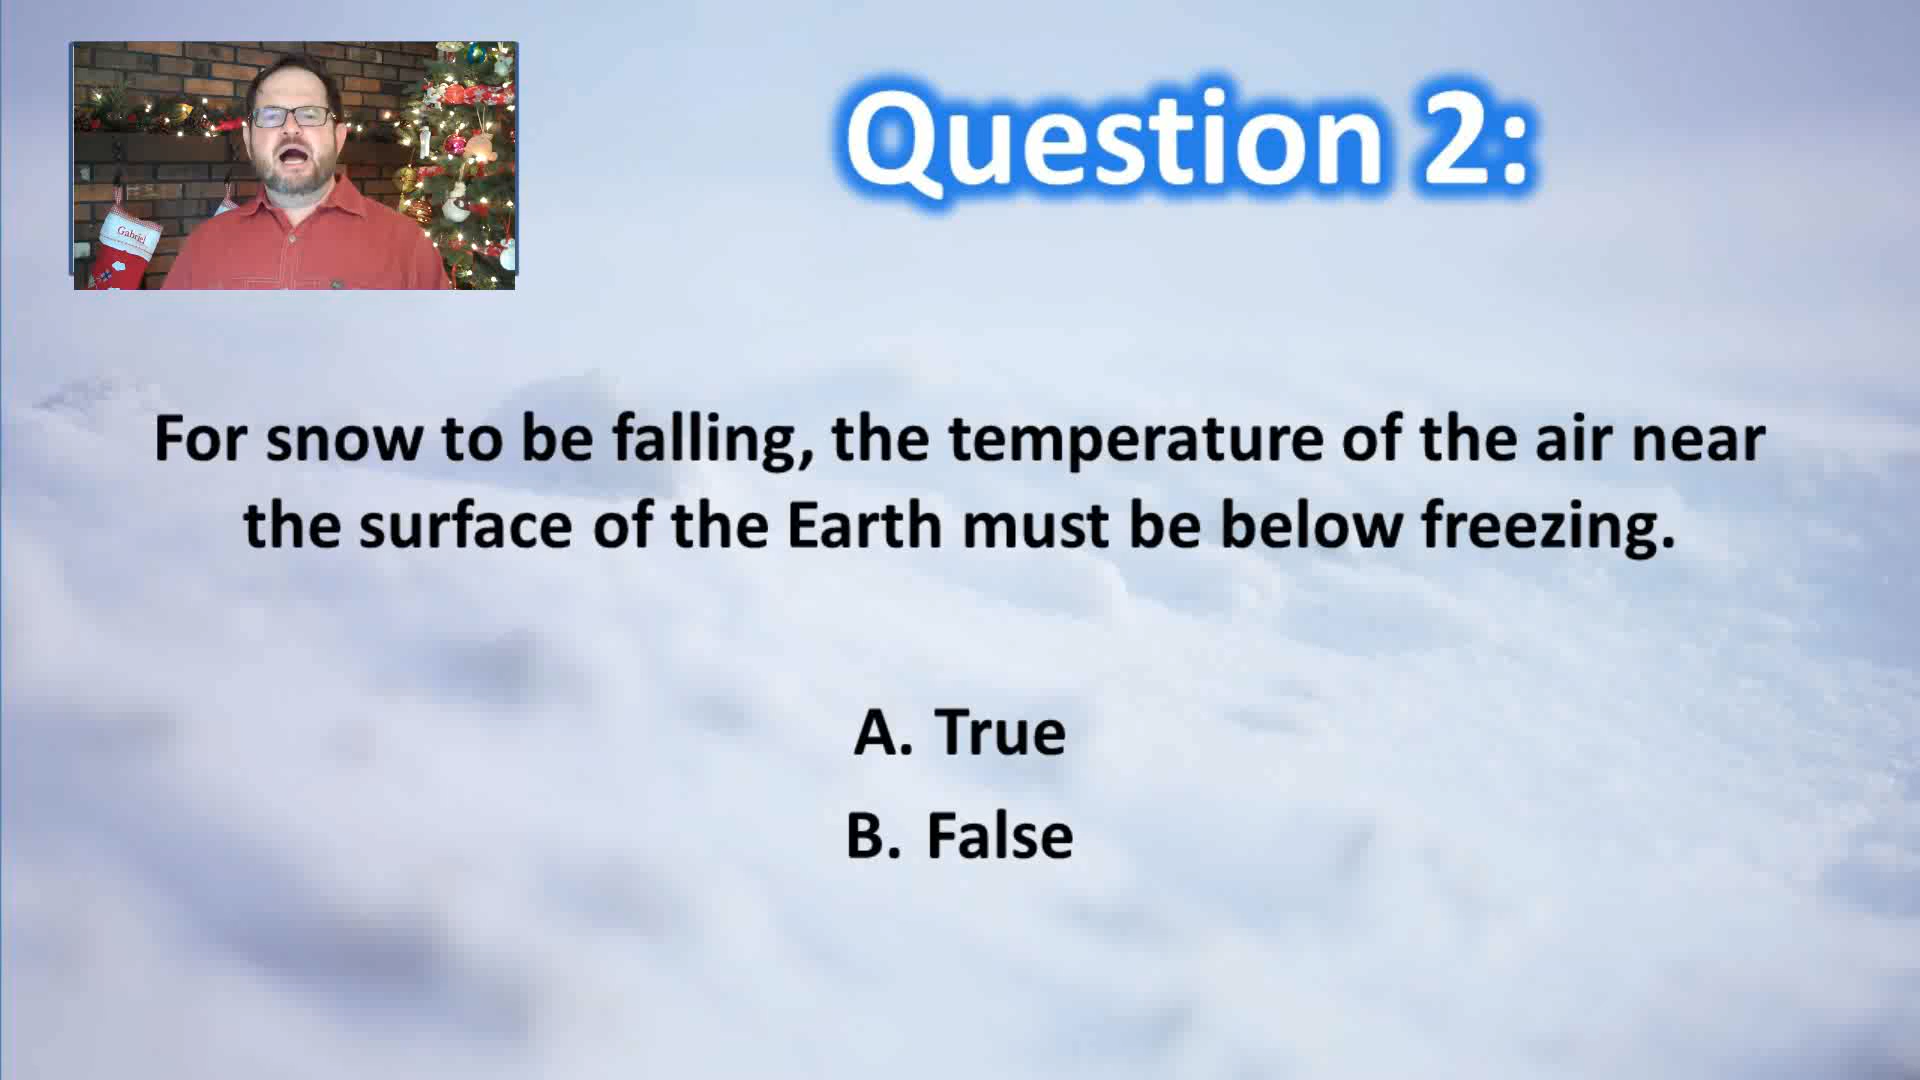 Question 2:
Gabriel
For snow to be falling, the temperature of the air near
the surface of the Earth must be below freezing.
A. True
B. False